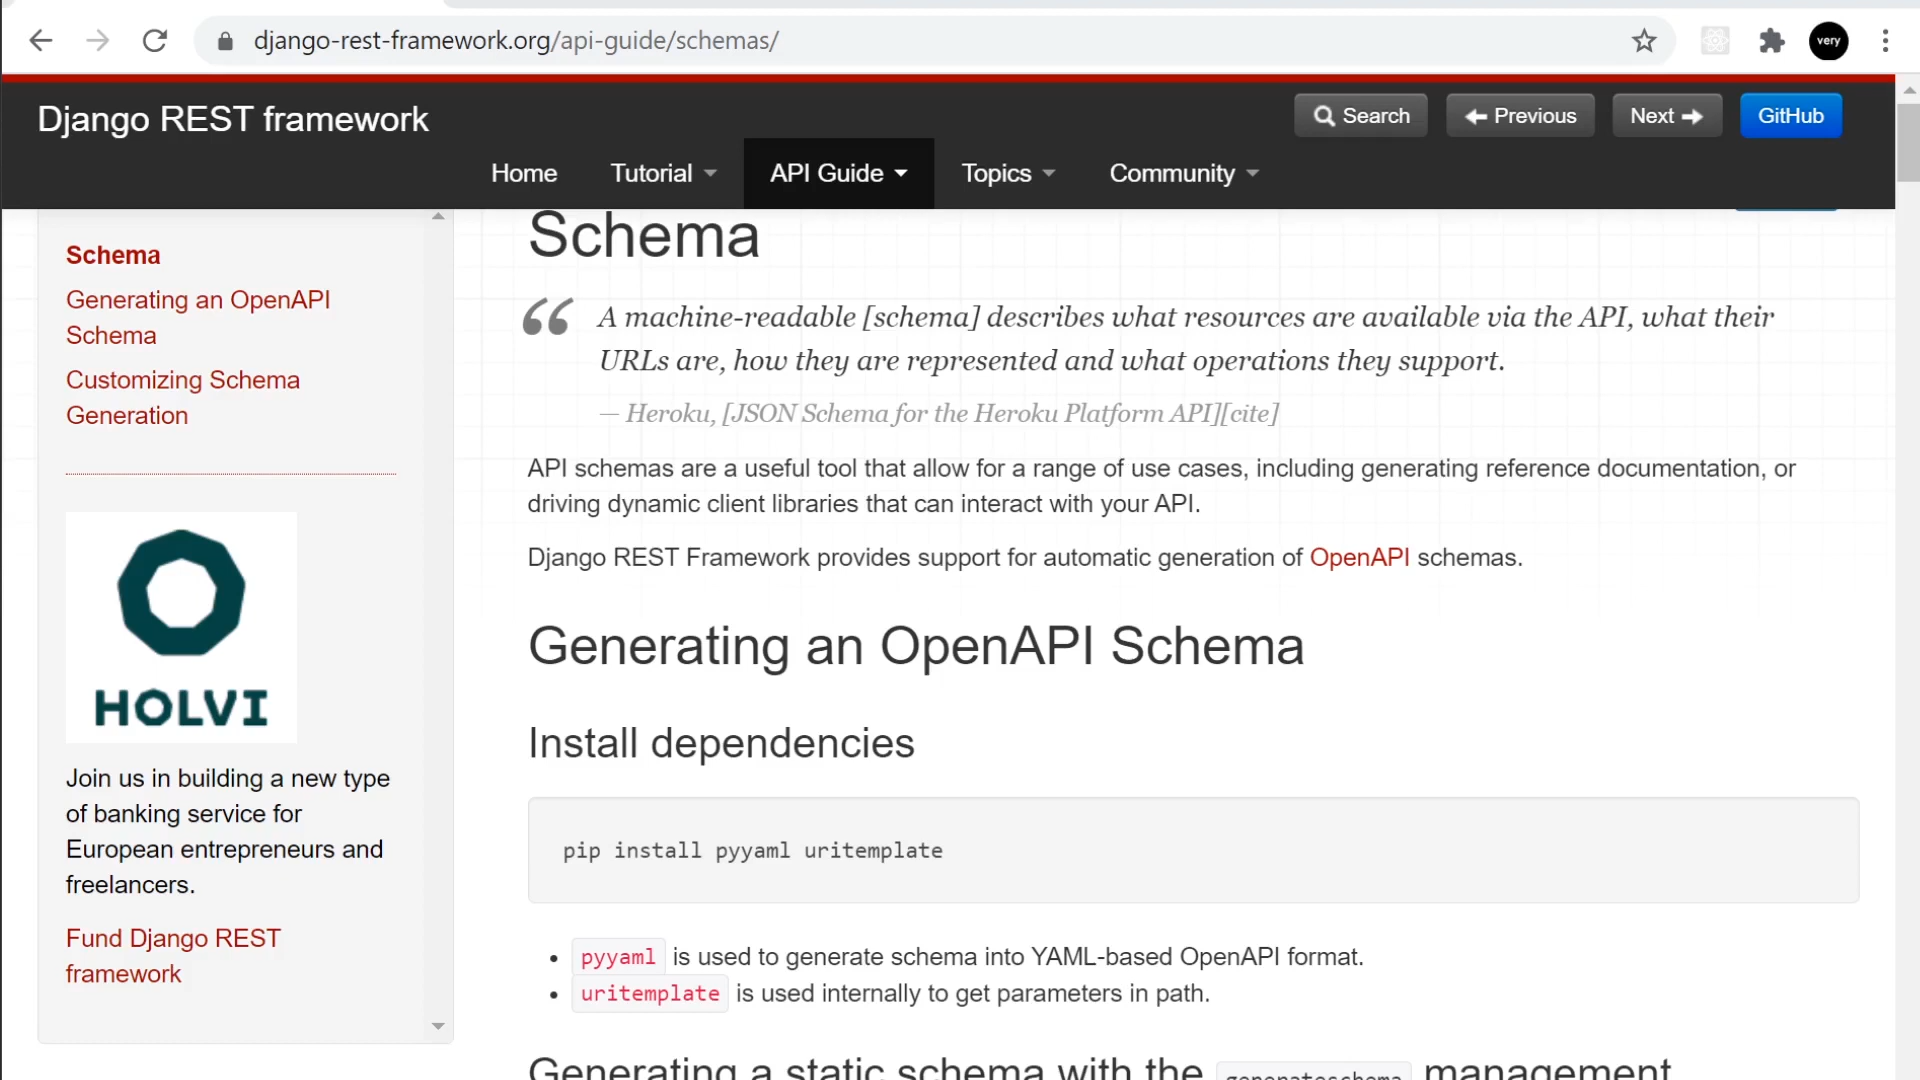 django-rest-framework.org/api-guide/schemas/
very
Django REST framework
Search
Previous
Next
GitHub
Home
Tutorial
API Guide
Topics
Community
Schema
Generating an OpenAPI
Schema
Customizing Schema
Generation
HOLVI
Join us in building a new type
of banking service for
European entrepreneurs and
freelancers.
Fund Django REST
framework
Schema
“ A machine-readable [schema] describes what resources are available via the API, what their
URLs are, how they are represented and what operations they support.
— Heroku, [JSON Schema for the Heroku Platform API][cite]
API schemas are a useful tool that allow for a range of use cases, including generating reference documentation, or
driving dynamic client libraries that can interact with your API.
Django REST Framework provides support for automatic generation of OpenAPI schemas.
Generating an OpenAPI Schema
Install dependencies
pip install pyyaml uritemplate
• pyyaml is used to generate schema into YAML-based OpenAPI format.
• uritemplate is used internally to get parameters in path.
Generating a static schema with the generateschema management